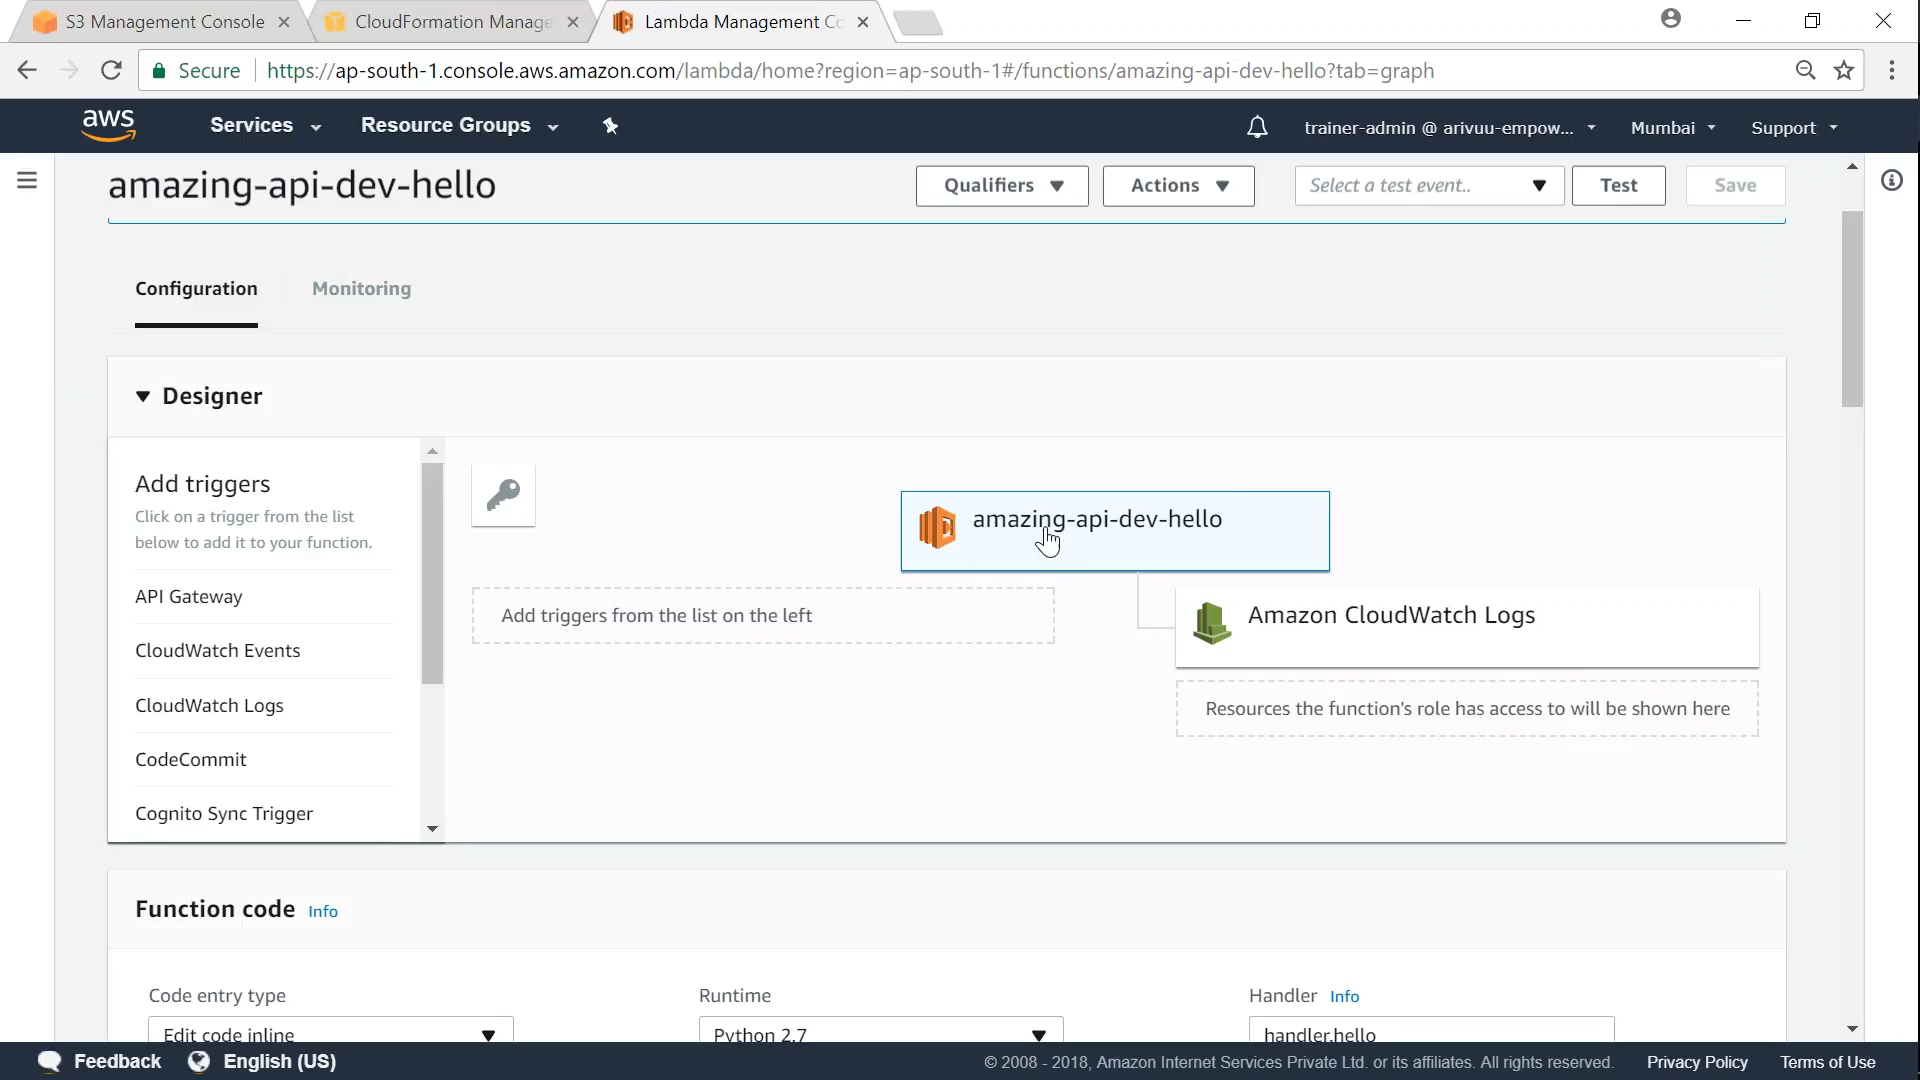 S3 Management Console
CloudFormation Manage
Lambda Management Co
Secure
https://ap-south-1.console.aws.amazon.com/lambda/home?region=ap-south-1#/functions/amazing-api-dev-hello?tab=graph
aws
Services
Resource Groups
trainer-admin @ arivuu-empow...
Mumbai
Support
amazing-api-dev-hello
Qualifiers
Actions
Select a test event..
Test
Save
Configuration
Monitoring
Designer
Add triggers
Click on a trigger from the list
below to add it to your function.
API Gateway
CloudWatch Events
CloudWatch Logs
CodeCommit
Cognito Sync Trigger
amazing-api-dev-hello
Add triggers from the list on the left
Amazon CloudWatch Logs
Resources the function's role has access to will be shown here
Function code Info
Code entry type
Runtime
Handler Info
Edit code inline
Python 2.7
handler.hello
Feedback
English (US)
© 2008 - 2018, Amazon Internet Services Private Ltd. or its affiliates. All rights reserved.
Privacy Policy
Terms of Use